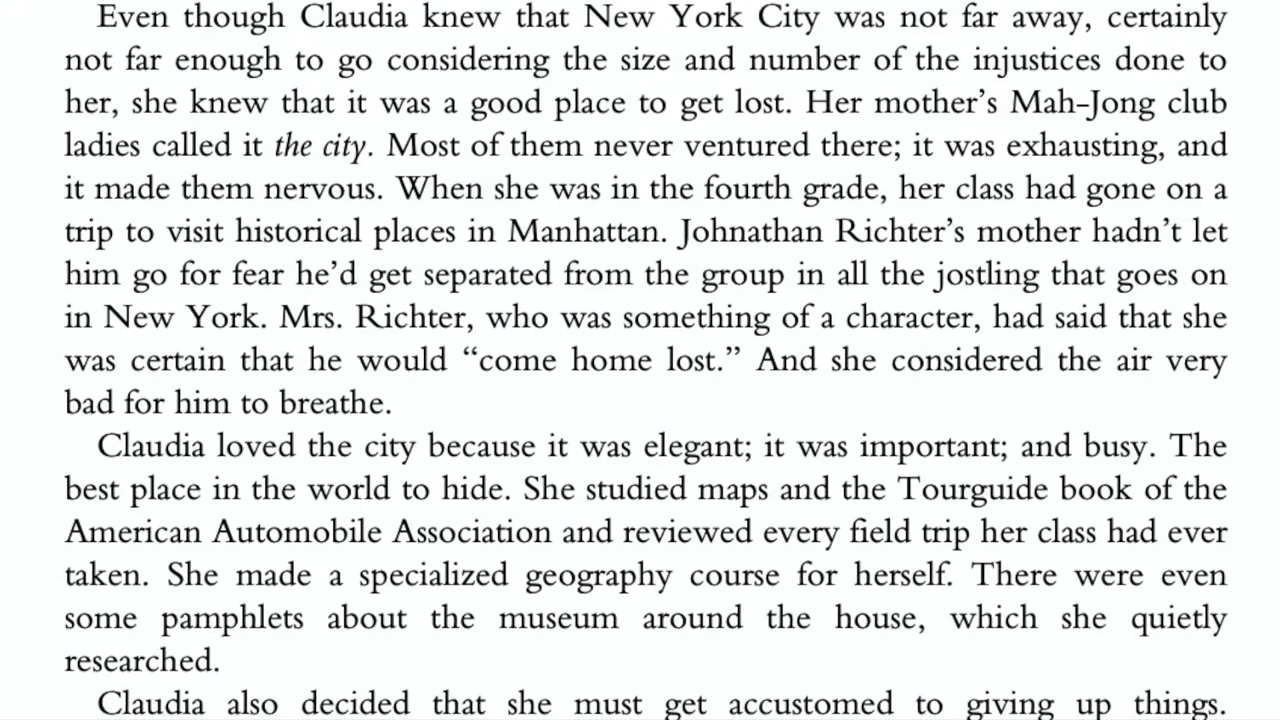 Even though Claudia knew that New York City was not far away, certainly
not far enough to go considering the size and number of the injustices done to
her, she knew that it was a good place to get lost. Her mother’s Mah-Jong club
ladies called it the city. Most of them never ventured there; it was exhausting, and
it made them nervous. When she was in the fourth grade, her class had gone on a
trip to visit historical places in Manhattan. Johnathan Richter’s mother hadn’t let
him go for fear he’d get separated from the group in all the jostling that goes on
in New York. Mrs. Richter, who was something of a character, had said that she
was certain that he would “come home lost.” And she considered the air very
bad for him to breathe.
Claudia loved the city because it was elegant; it was important; and busy. The
best place in the world to hide. She studied maps and the Tourguide book of the
American Automobile Association and reviewed every field trip her class had ever
taken. She made a specialized geography course for herself. There were even
some pamphlets about the museum around the house, which she quietly
researched.
Claudia also decided that she must get accustomed to giving up things.